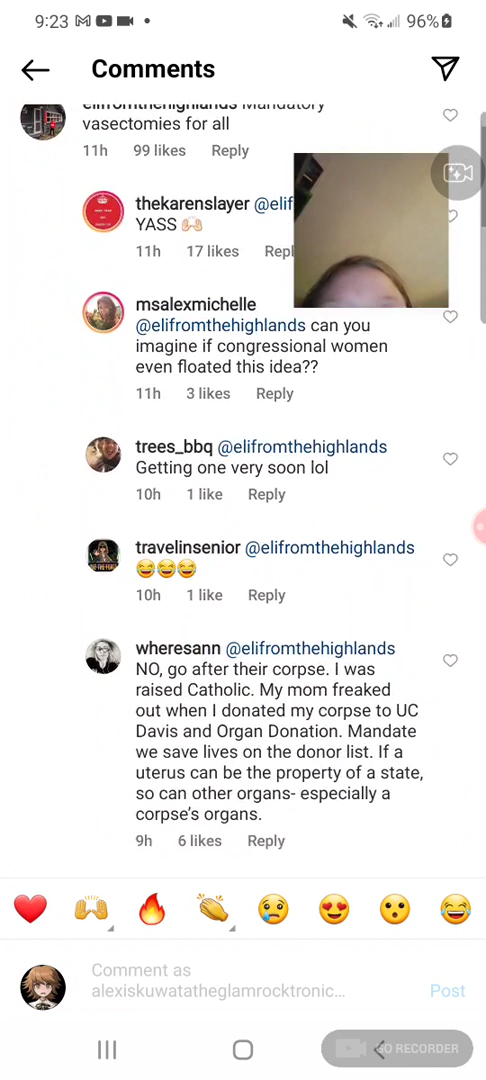 9:23 96%
Comments
elifromthehighlands Mandatory
vasectomies for all
11h 99 likes Reply
thekarenslayer @elif
YASS 🙌🏻
11h 17 likes Repl
msalexmichelle
@elifromthehighlands can you
imagine if congressional women
even floated this idea??
11h 3 likes Reply
trees_bbq @elifromthehighlands
Getting one very soon lol
10h 1 like Reply
travelinsenior @elifromthehighlands
😂😂😂
10h 1 like Reply
wheresann @elifromthehighlands
NO, go after their corpse. I was
raised Catholic. My mom freaked
out when I donated my corpse to UC
Davis and Organ Donation. Mandate
we save lives on the donor list. If a
uterus can be the property of a state,
so can other organs- especially a
corpse's organs.
9h 6 likes Reply
❤️ 🙌 🔥 👏 😢 😍 😮 😂
Comment as
alexiskuwatatheglamrocktronic... Post
GO RECORDER